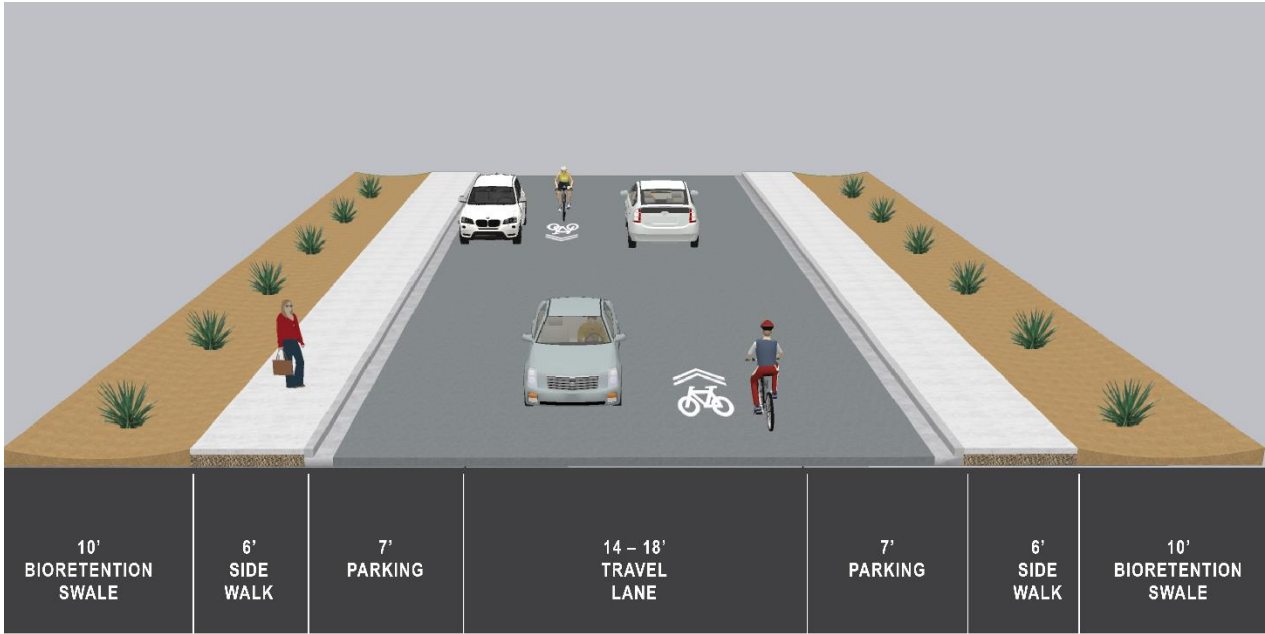 10'
BIORETENTION
SWALE
6'
SIDE
WALK
7'
PARKING
14 – 18'
TRAVEL
LANE
7'
PARKING
6'
SIDE
WALK
10'
BIORETENTION
SWALE